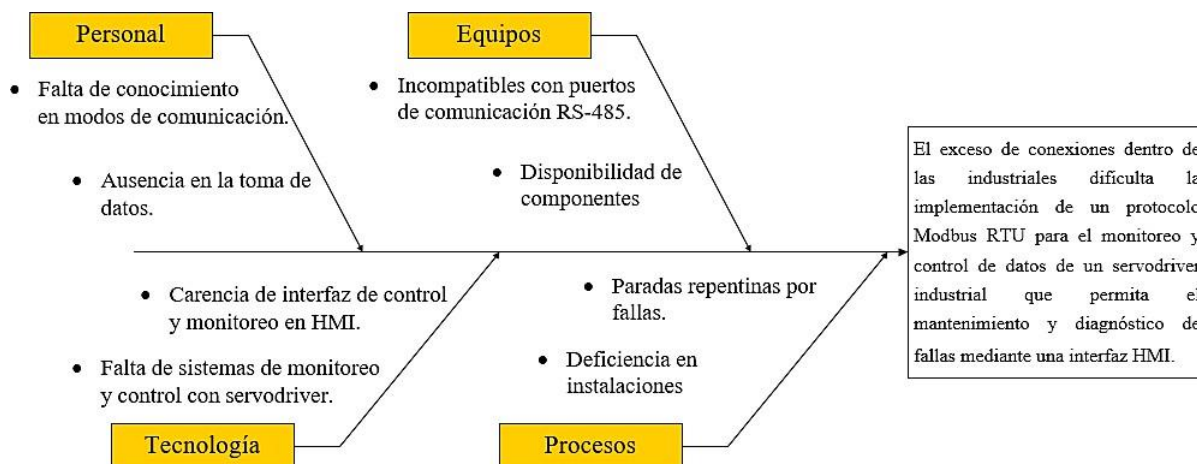 Personal
Equipos
• Falta de conocimiento
en modos de comunicación.
• Ausencia en la toma de
datos.
• Incompatibles con puertos
de comunicación RS-485.
• Disponibilidad de
componentes
• Carencia de interfaz de control
y monitoreo en HMI.
• Falta de sistemas de monitoreo
y control con servodriver.
• Paradas repentinas por
fallas.
• Deficiencia en
instalaciones
Tecnología
Procesos
El exceso de conexiones dentro de
las industriales dificulta la
implementación de un protocolo
Modbus RTU para el monitoreo y
control de datos de un servodriver
industrial que permita el
mantenimiento y diagnóstico de
fallas mediante una interfaz HMI.